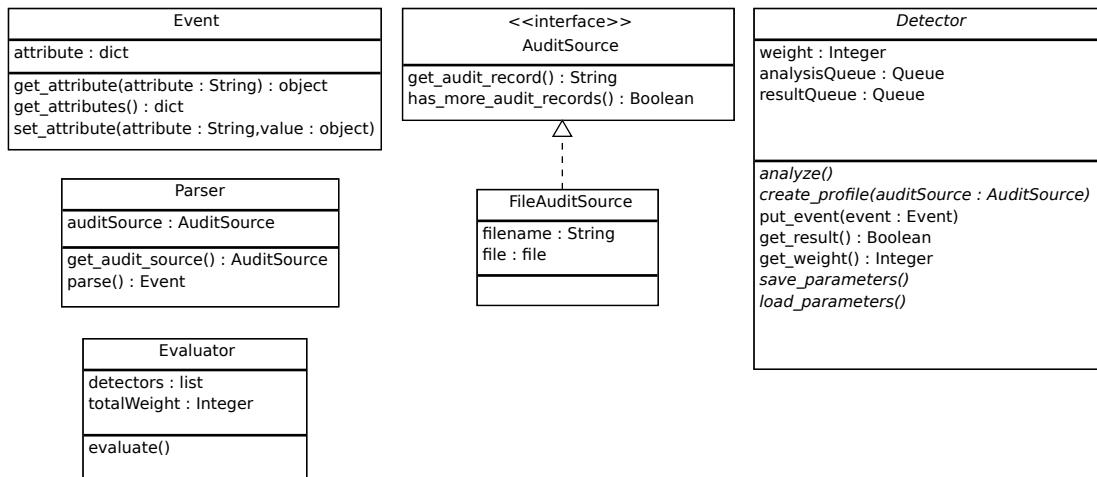 Event
attribute : dict
get_attribute(attribute : String) : object
get_attributes() : dict
set_attribute(attribute : String,value : object)
Parser
auditSource : AuditSource
get_audit_source() : AuditSource
parse() : Event
Evaluator
detectors : list
totalWeight : Integer
evaluate()
<<interface>>
AuditSource
get_audit_record() : String
has_more_audit_records() : Boolean
FileAuditSource
filename : String
file : file
Detector
weight : Integer
analysisQueue : Queue
resultQueue : Queue
analyze()
create_profile(auditSource : AuditSource)
put_event(event : Event)
get_result() : Boolean
get_weight() : Integer
save_parameters()
load_parameters()